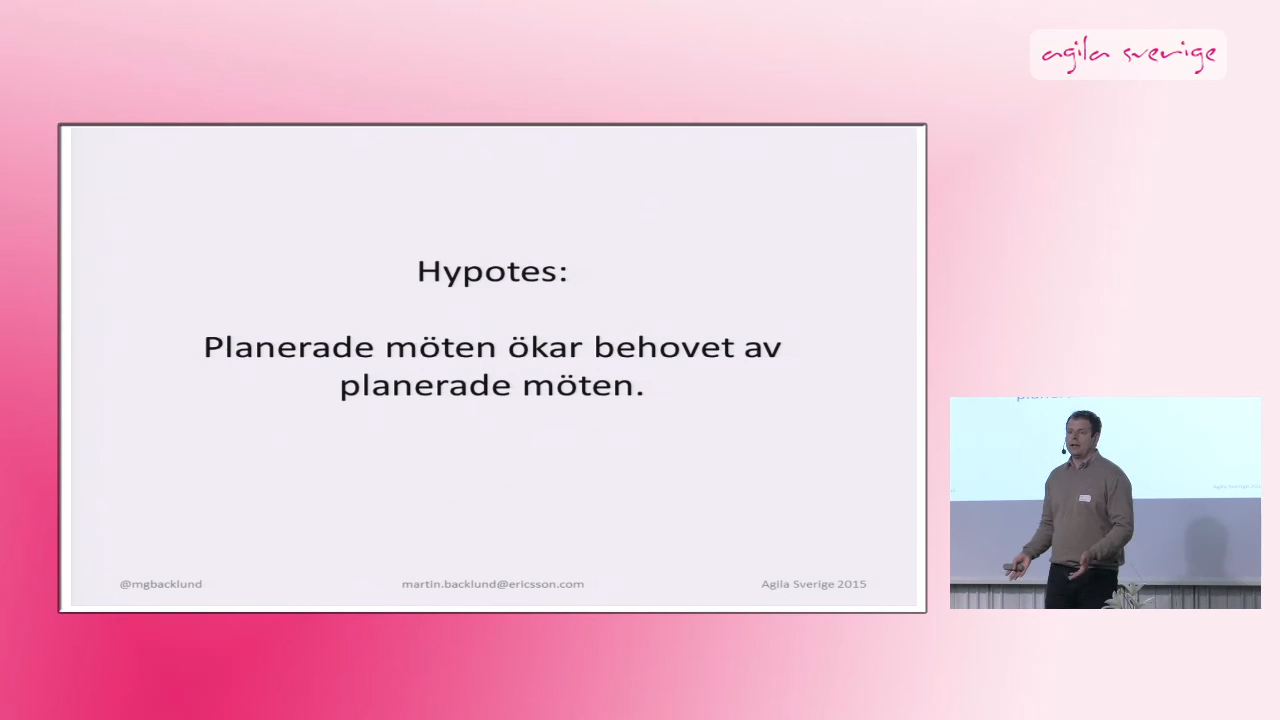 agila sverige
Hypotes:
Planerade möten ökar behovet av
planerade möten.
@mgbacklund
martin.backlund@ericsson.com
Agila Sverige 2015